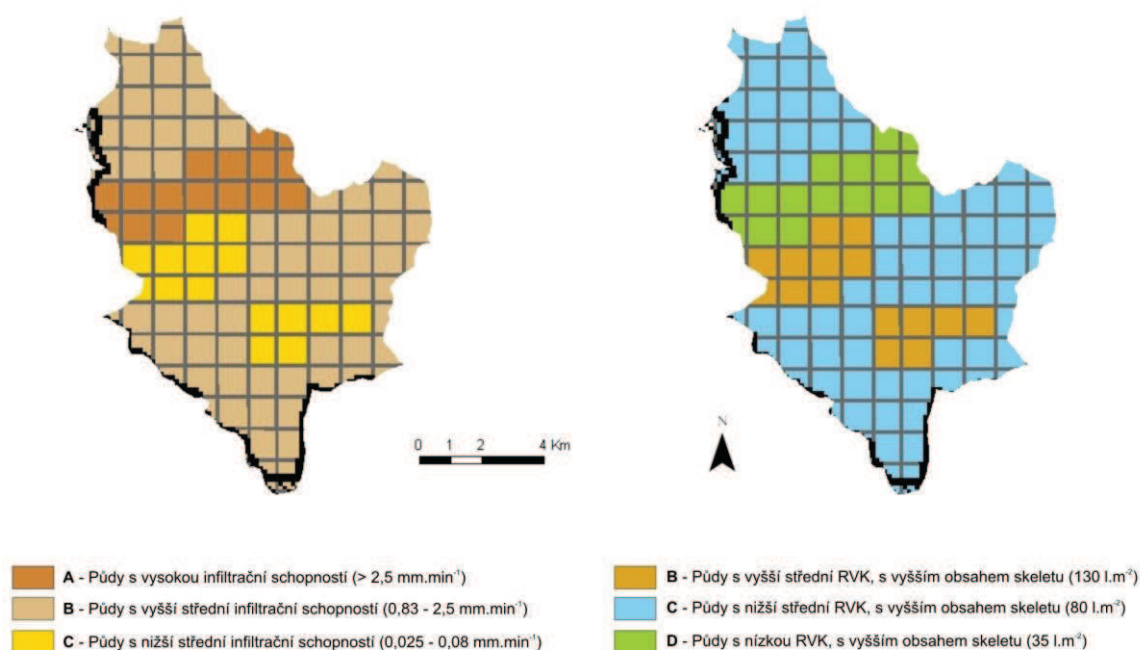 N
0 1 2 4 Km
A - Půdy s vysokou infiltrační schopností (> 2,5 mm.min⁻¹)
B - Půdy s vyšší střední infiltrační schopností (0,83 - 2,5 mm.min⁻¹)
C - Půdy s nižší střední infiltrační schopností (0,025 - 0,08 mm.min⁻¹)
B - Půdy s vyšší střední RVK, s vyšším obsahem skeletu (130 l.m⁻²)
C - Půdy s nižší střední RVK, s vyšším obsahem skeletu (80 l.m⁻²)
D - Půdy s nízkou RVK, s vyšším obsahem skeletu (35 l.m⁻²)